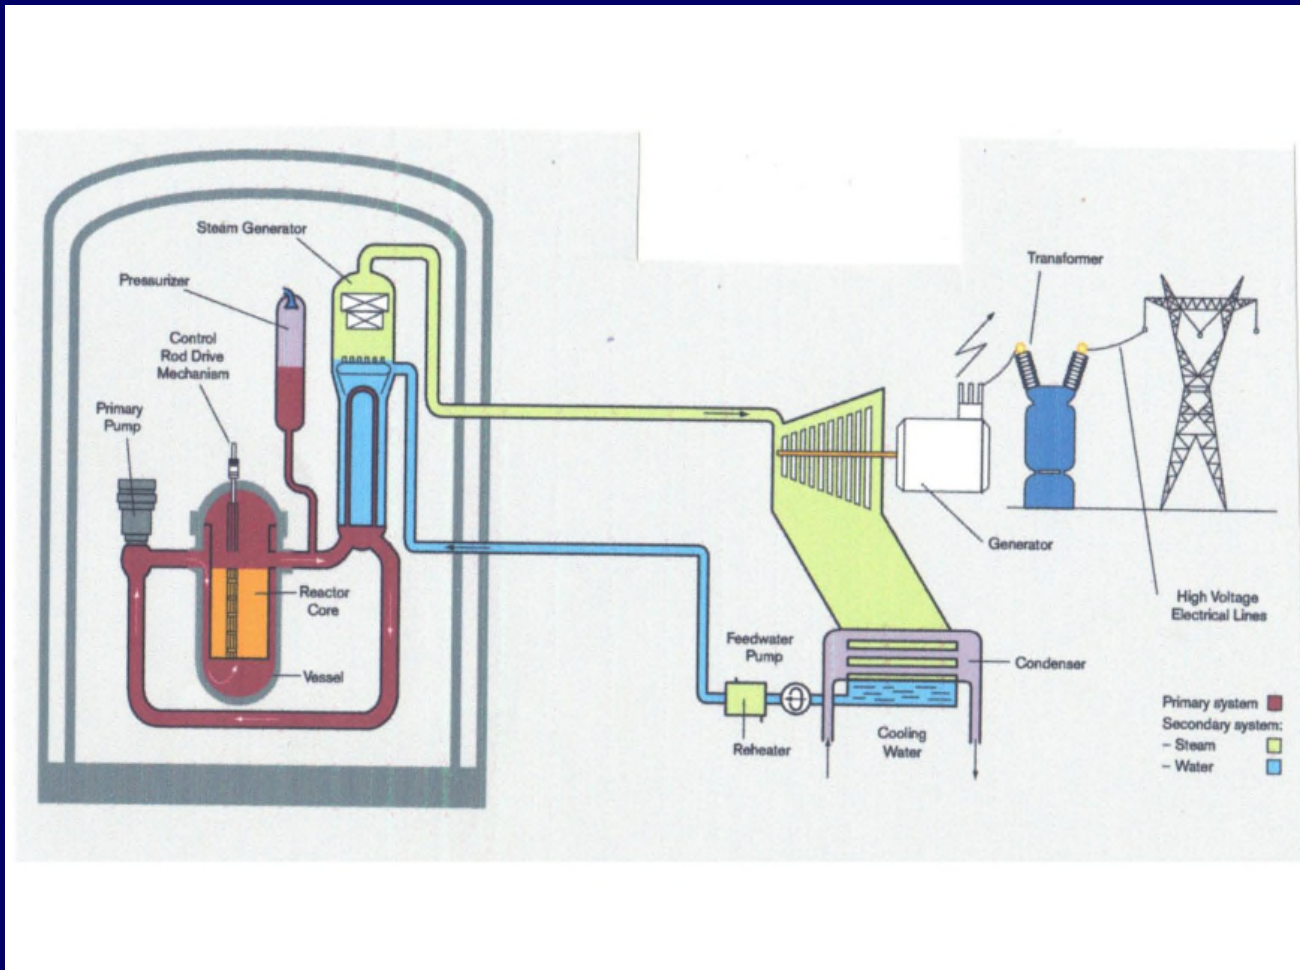 Steam Generator
Pressurizer
Control
Rod Drive
Mechanism
Primary
Pump
Reactor
Core
Vessel
Transformer
Generator
High Voltage
Electrical Lines
Feedwater
Pump
Condenser
Reheater
Cooling
Water
Primary system
Secondary system:
– Steam
– Water